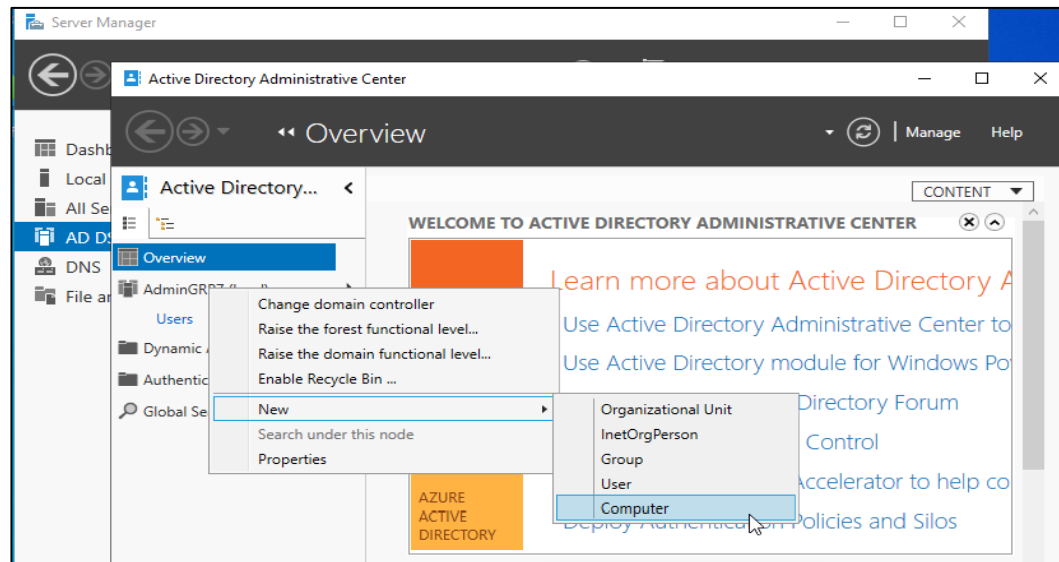 Server Manager
Active Directory Administrative Center
Overview
Manage Help
Dashb
Local
All Se
AD DS
DNS
File ar
Active Directory...
Overview
Users
Dynamic
Authentic
Global Se
Change domain controller
Raise the forest functional level...
Raise the domain functional level...
Enable Recycle Bin ...
New
Search under this node
Properties
Organizational Unit
InetOrgPerson
Group
User
Computer
CONTENT
WELCOME TO ACTIVE DIRECTORY ADMINISTRATIVE CENTER
Learn more about Active Directory A
Use Active Directory Administrative Center to
Use Active Directory module for Windows Po
Directory Forum
Control
Accelerator to help co
Deploy Authentication Policies and Silos
AZURE
ACTIVE
DIRECTORY